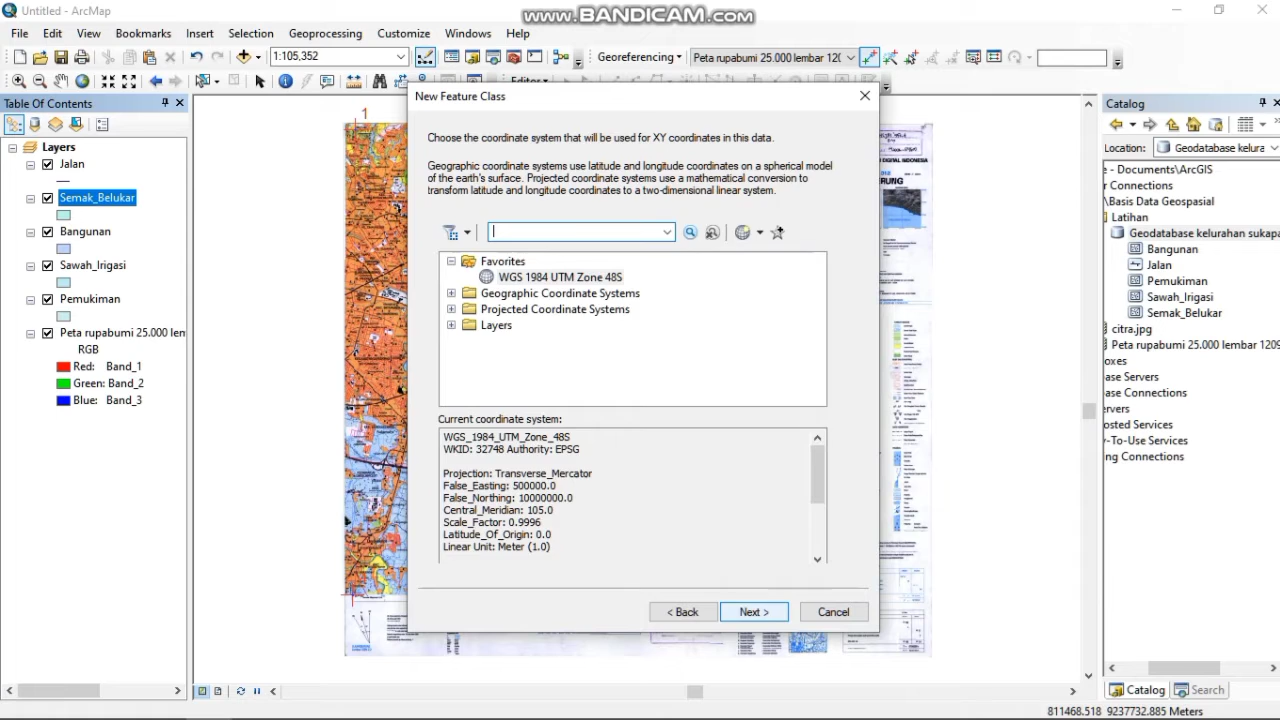 Untitled - ArcMap
www.BANDICAM.com
File Edit View Bookmarks Insert Selection Geoprocessing Customize Windows Help
1:105,352
Georeferencing
Peta rupabumi 25.000 lembar 120
Editor
Table Of Contents
Layers
Jalan
Semak_Belukar
Bangunan
Sawah_Irigasi
Pemukiman
Peta rupabumi 25.000 len
RGB
Red: Band_1
Green: Band_2
Blue: Band_3
1
New Feature Class
Choose the coordinate system that will be used for XY coordinates in this data.
Geographic coordinate systems use latitude and longitude coordinates on a spherical model
of the earth's surface. Projected coordinate systems use a mathematical conversion to
transform latitude and longitude coordinates to a two-dimensional linear system.
Favorites
WGS 1984 UTM Zone 48S
Geographic Coordinate Systems
Projected Coordinate Systems
Layers
Current coordinate system:
WGS_1984_UTM_Zone_48S
WKID: 32748 Authority: EPSG
Projection: Transverse_Mercator
False_Easting: 500000.0
False_Northing: 10000000.0
Central_Meridian: 105.0
Scale_Factor: 0.9996
Latitude_Of_Origin: 0.0
Linear Unit: Meter (1.0)
< Back
Next >
Cancel
DIGITAL INDONESIA
RUNG
Catalog
Location: Geodatabase kelura
e - Documents\ArcGIS
r Connections
\Basis Data Geospasial
Latihan
Geodatabase kelurahan sukapa
Bangunan
Jalan
Pemukiman
Sawah_Irigasi
Semak_Belukar
citra.jpg
Peta rupabumi 25.000 lembar 1209
oxes
ase Servers
ase Connections
ervers
osted Services
-To-Use Services
ing Connections
Catalog
Search
811468.518 9237732.885 Meters